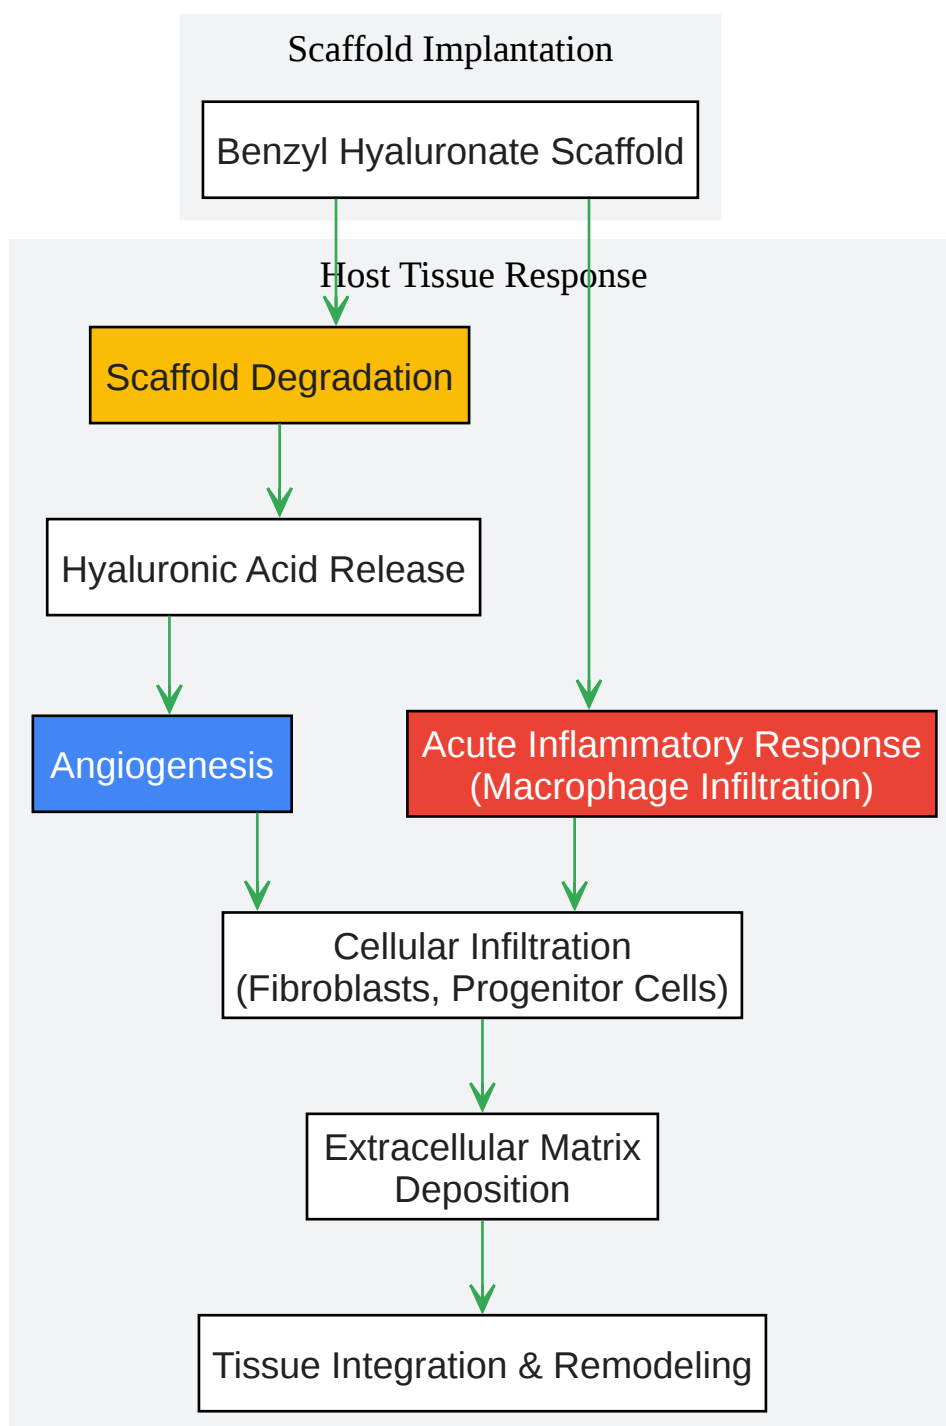 Scaffold Implantation
Benzyl Hyaluronate Scaffold
Host Tissue Response
Scaffold Degradation
Hyaluronic Acid Release
Angiogenesis
Acute Inflammatory Response
(Macrophage Infiltration)
Cellular Infiltration
(Fibroblasts, Progenitor Cells)
Extracellular Matrix
Deposition
Tissue Integration & Remodeling